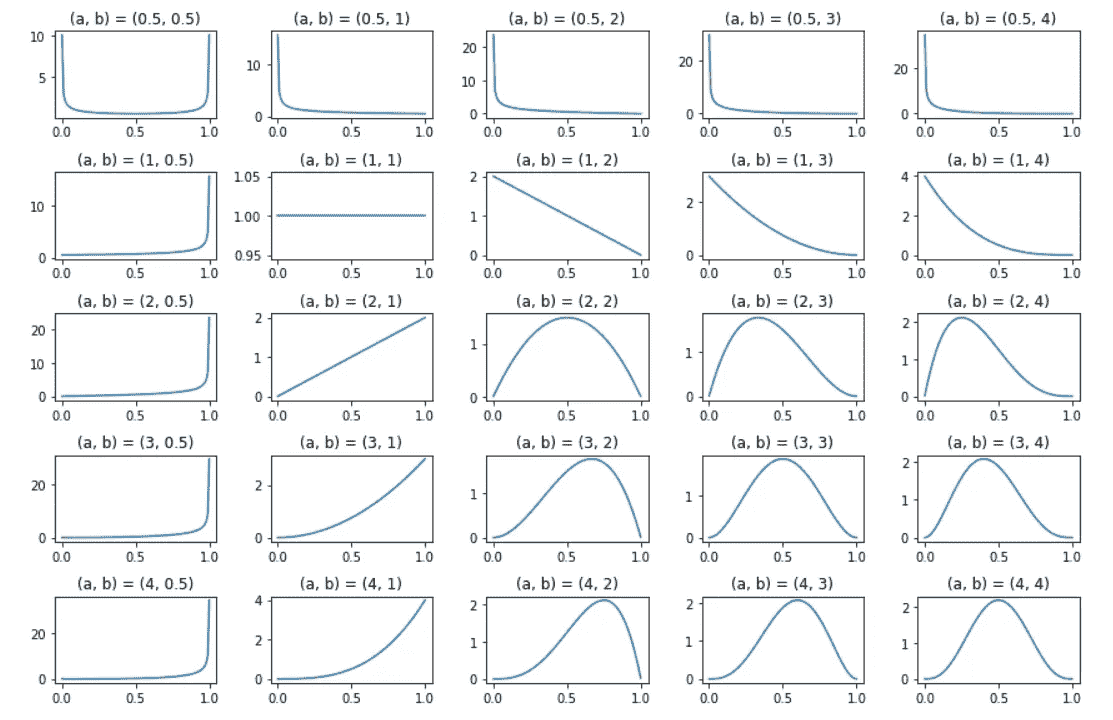 (a, b) = (0.5, 0.5) (a, b) = (0.5, 1) (a, b) = (0.5, 2) (a, b) = (0.5, 3) (a, b) = (0.5, 4)
10 10 20 20 20
5 0 10 0 0
0
0.0 0.5 1.0 0.0 0.5 1.0 0.0 0.5 1.0 0.0 0.5 1.0 0.0 0.5 1.0
(a, b) = (1, 0.5) (a, b) = (1, 1) (a, b) = (1, 2) (a, b) = (1, 3) (a, b) = (1, 4)
10 1.05 2 2 4
0 1.00 1 0 2
0.95 0 0
0.0 0.5 1.0 0.0 0.5 1.0 0.0 0.5 1.0 0.0 0.5 1.0 0.0 0.5 1.0
(a, b) = (2, 0.5) (a, b) = (2, 1) (a, b) = (2, 2) (a, b) = (2, 3) (a, b) = (2, 4)
20 2 1 1 2
10 1 0 0 1
0 0 0
0.0 0.5 1.0 0.0 0.5 1.0 0.0 0.5 1.0 0.0 0.5 1.0 0.0 0.5 1.0
(a, b) = (3, 0.5) (a, b) = (3, 1) (a, b) = (3, 2) (a, b) = (3, 3) (a, b) = (3, 4)
20 2 1 1 2
0 0 0 0 1
0
0.0 0.5 1.0 0.0 0.5 1.0 0.0 0.5 1.0 0.0 0.5 1.0 0.0 0.5 1.0
(a, b) = (4, 0.5) (a, b) = (4, 1) (a, b) = (4, 2) (a, b) = (4, 3) (a, b) = (4, 4)
20 4 2 2 2
0 2 1 1 1
0 0 0 0
0.0 0.5 1.0 0.0 0.5 1.0 0.0 0.5 1.0 0.0 0.5 1.0 0.0 0.5 1.0